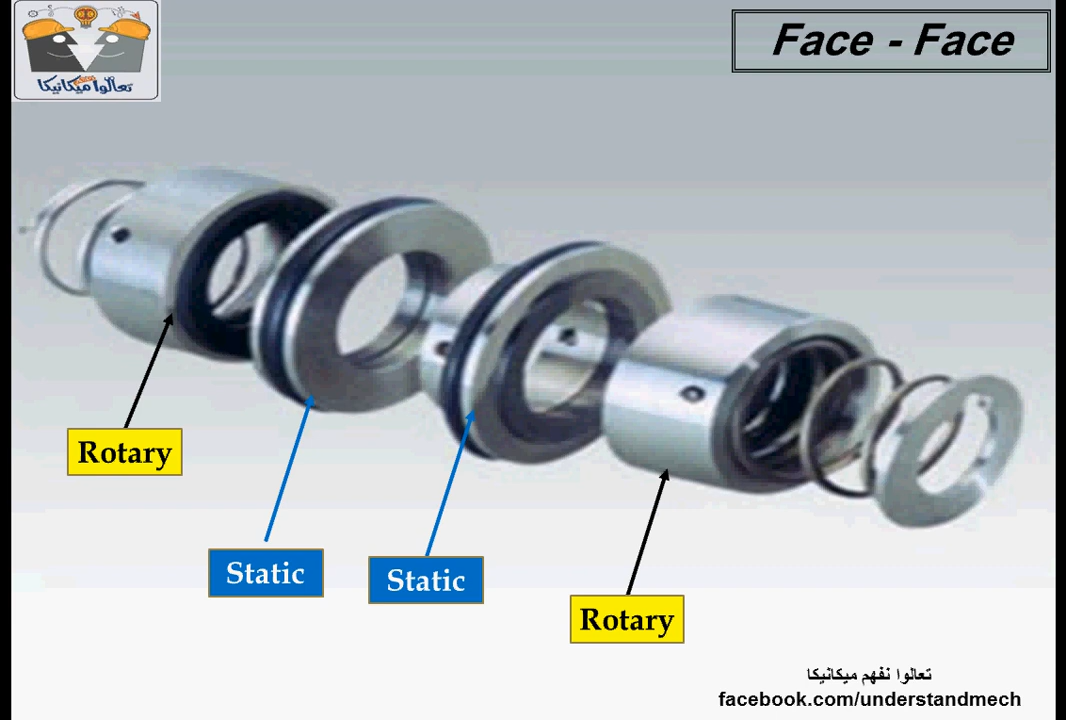 تعالوا ميكانيكا
Face - Face
Rotary
Static
Static
Rotary
تعالوا نفهم ميكانيكا
facebook.com/understandmech